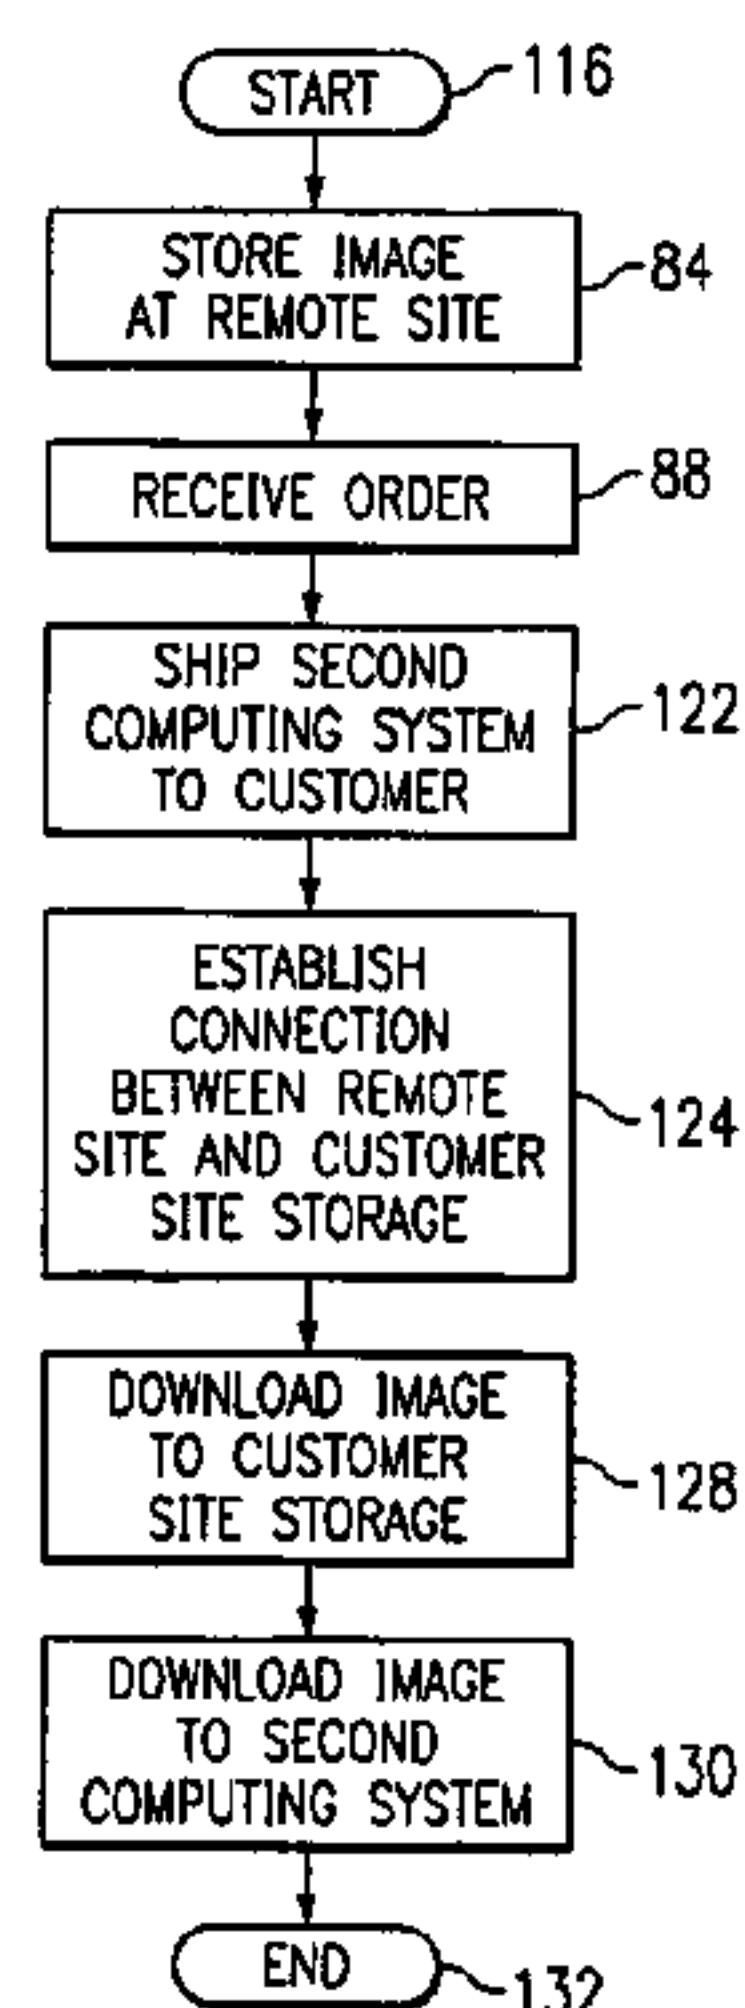 START
116
STORE IMAGE
AT REMOTE SITE
84
RECEIVE ORDER
88
SHIP SECOND
COMPUTING SYSTEM
TO CUSTOMER
122
ESTABLISH
CONNECTION
BETWEEN REMOTE
SITE AND CUSTOMER
SITE STORAGE
124
DOWNLOAD IMAGE
TO CUSTOMER
SITE STORAGE
128
DOWNLOAD IMAGE
TO SECOND
COMPUTING SYSTEM
130
END
132